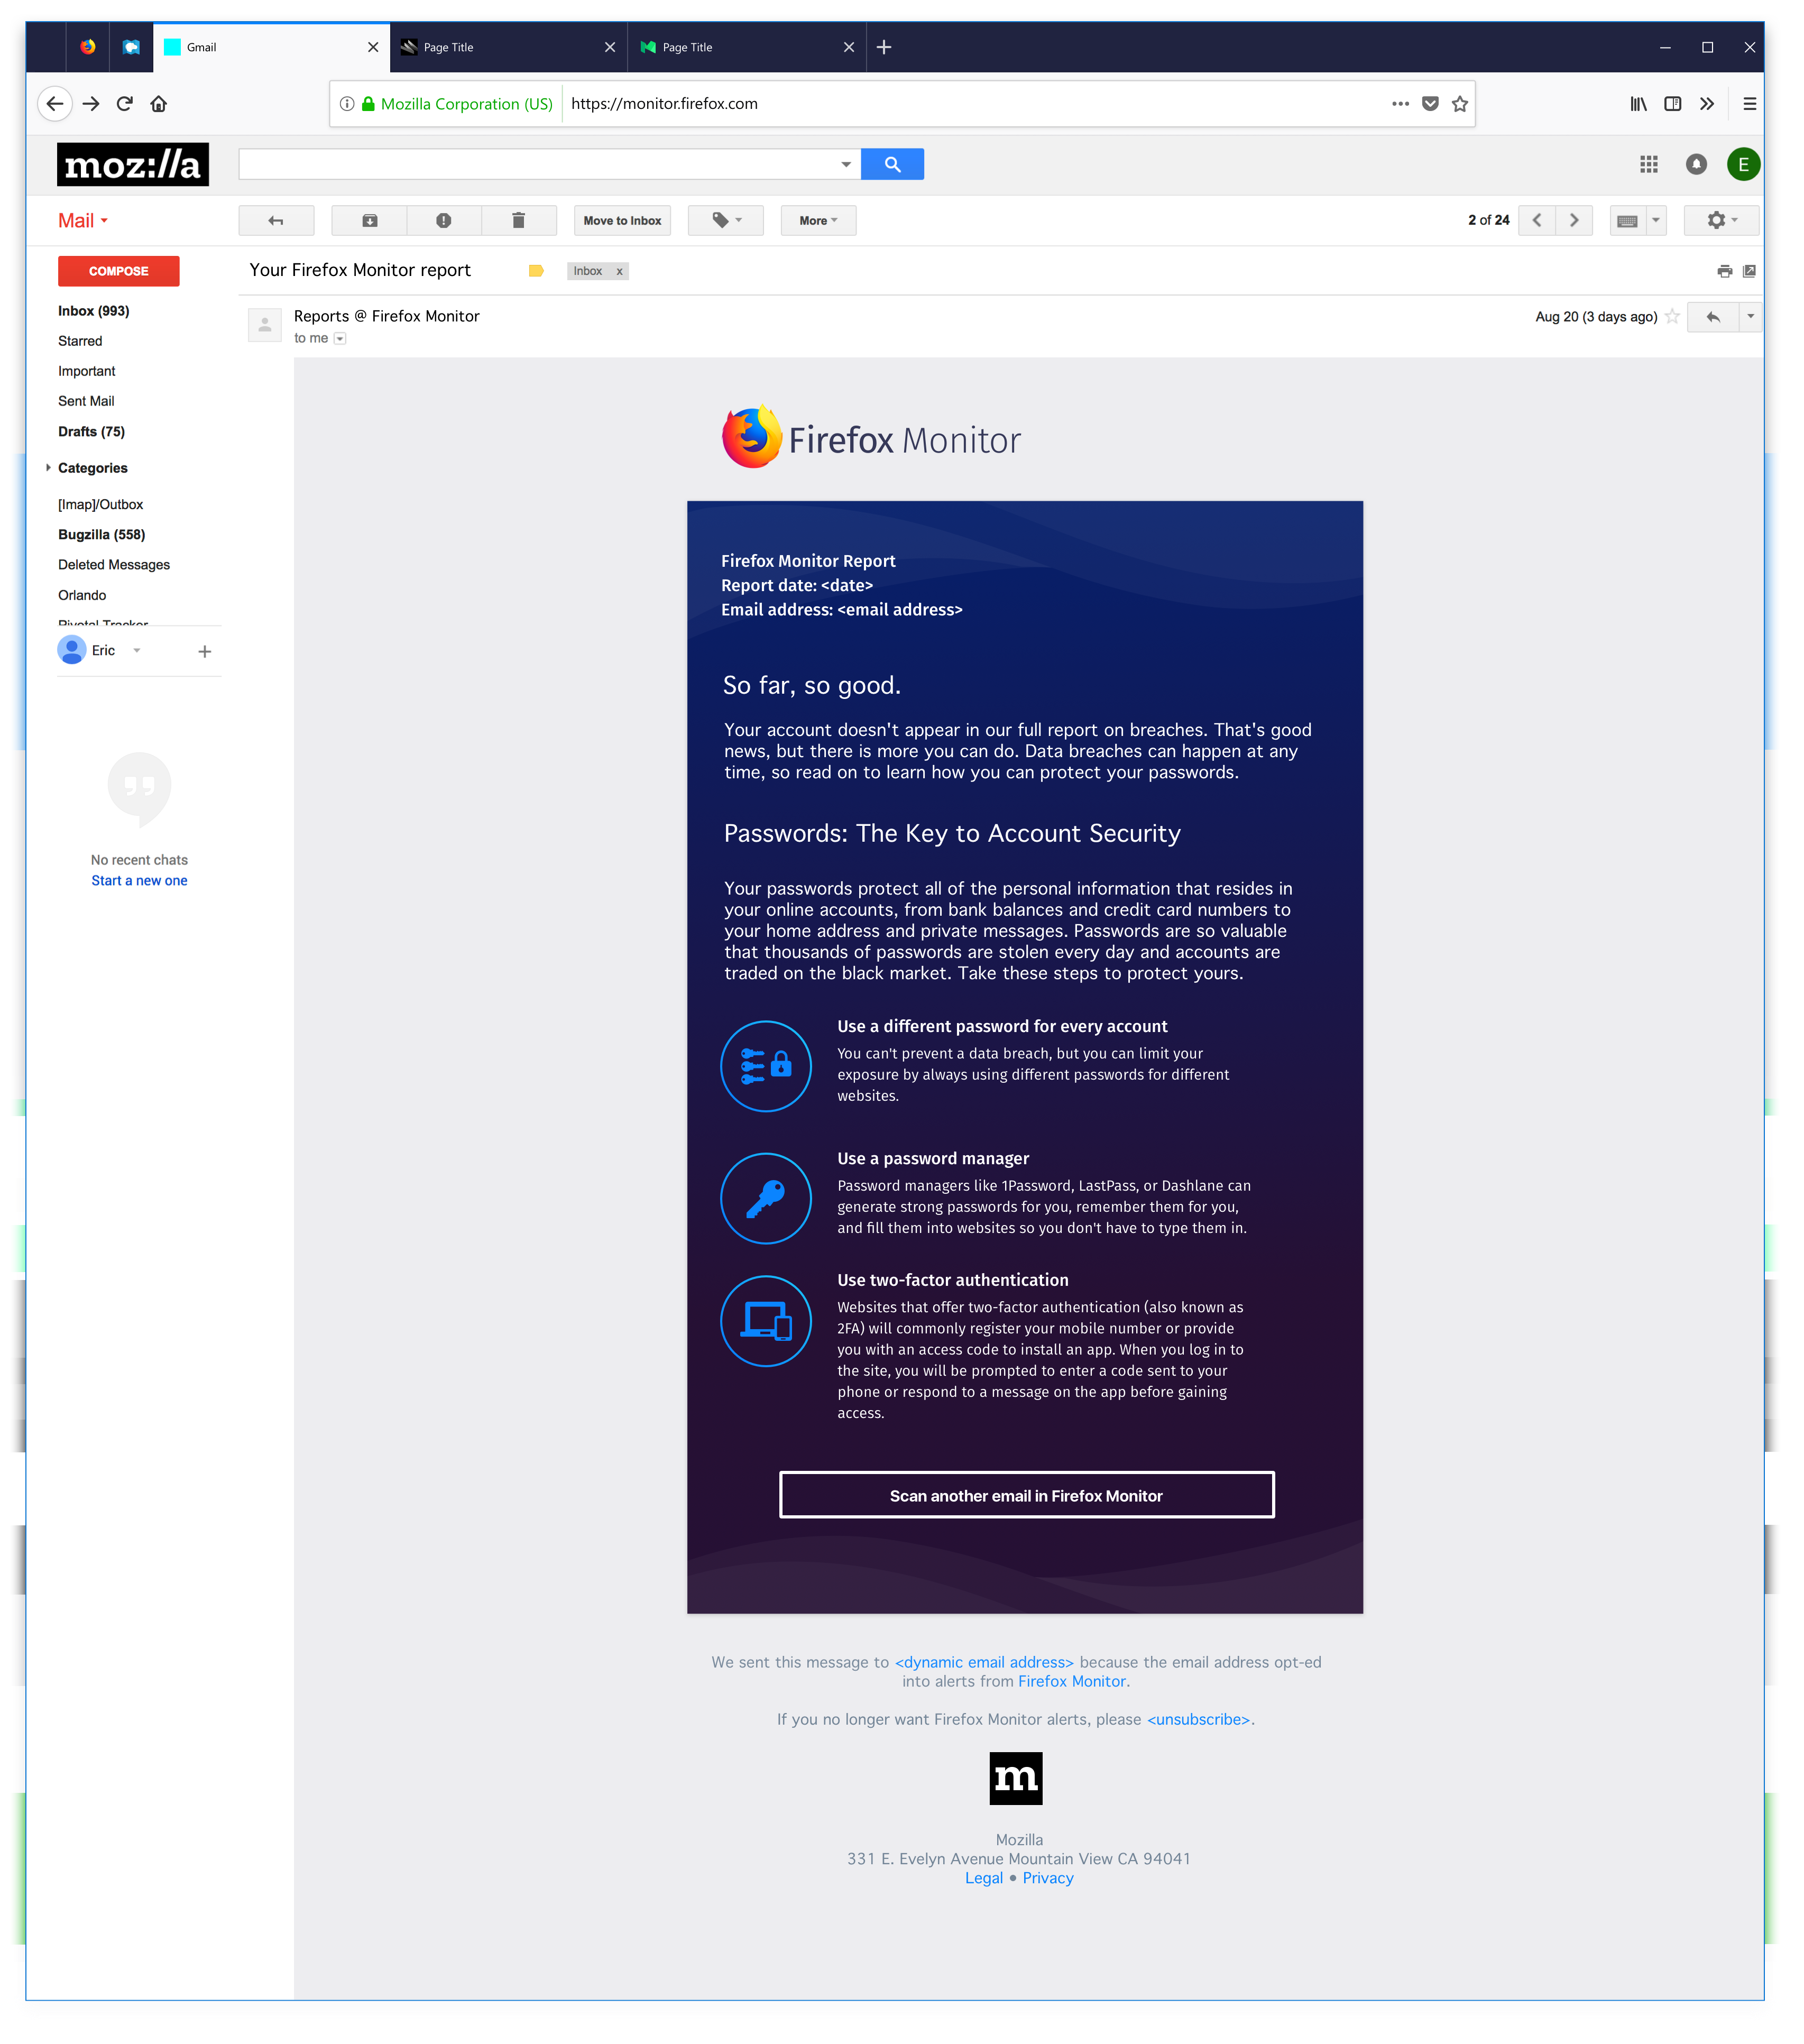 Gmail
Page Title
Page Title
Mozilla Corporation (US)
https://monitor.firefox.com
moz://a
E
Mail
Move to Inbox
More
2 of 24
COMPOSE
Your Firefox Monitor report
Inbox x
Inbox (993)
Starred
Important
Sent Mail
Drafts (75)
Categories
[Imap]/Outbox
Bugzilla (558)
Deleted Messages
Orlando
Pivotal Tracker
Eric
No recent chats
Start a new one
Reports @ Firefox Monitor
to me
Aug 20 (3 days ago)
Firefox Monitor
Firefox Monitor Report
Report date: <date>
Email address: <email address>
So far, so good.
Your account doesn't appear in our full report on breaches. That's good
news, but there is more you can do. Data breaches can happen at any
time, so read on to learn how you can protect your passwords.
Passwords: The Key to Account Security
Your passwords protect all of the personal information that resides in
your online accounts, from bank balances and credit card numbers to
your home address and private messages. Passwords are so valuable
that thousands of passwords are stolen every day and accounts are
traded on the black market. Take these steps to protect yours.
Use a different password for every account
You can't prevent a data breach, but you can limit your
exposure by always using different passwords for different
websites.
Use a password manager
Password managers like 1Password, LastPass, or Dashlane can
generate strong passwords for you, remember them for you,
and fill them into websites so you don't have to type them in.
Use two-factor authentication
Websites that offer two-factor authentication (also known as
2FA) will commonly register your mobile number or provide
you with an access code to install an app. When you log in to
the site, you will be prompted to enter a code sent to your
phone or respond to a message on the app before gaining
access.
Scan another email in Firefox Monitor
We sent this message to <dynamic email address> because the email address opt-ed
into alerts from Firefox Monitor.
If you no longer want Firefox Monitor alerts, please <unsubscribe>.
m
Mozilla
331 E. Evelyn Avenue Mountain View CA 94041
Legal • Privacy